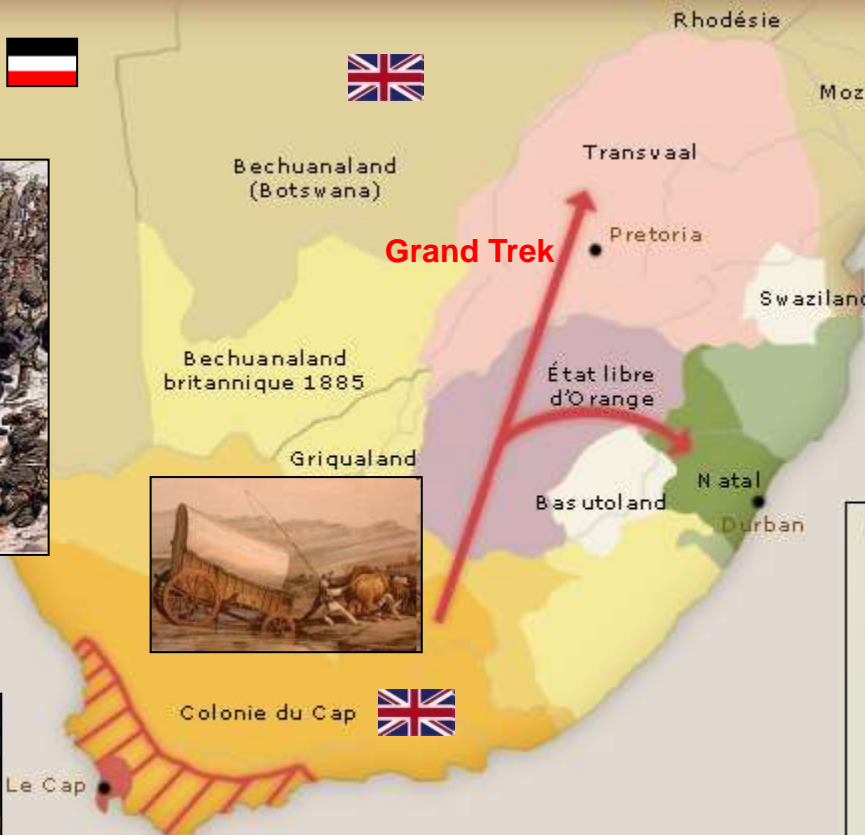 Rhodésie
Moz
Transvaal
Bechuanaland
(Botswana)
Pretoria
Grand Trek
Swaziland
Bechuanaland
britannique 1885
État libre
d'Orange
Griqualand
Natal
Basutoland
Durban
Colonie du Cap
Le Cap